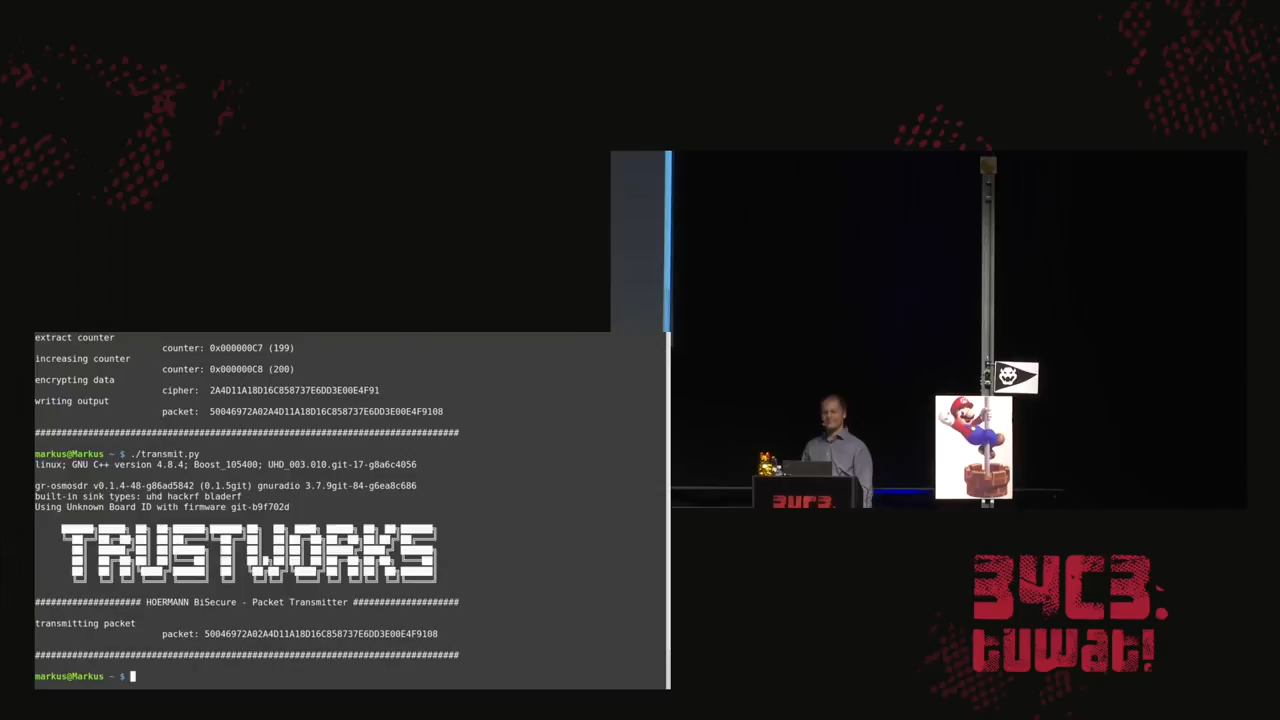 extract counter
counter: 0x000000C7 (199)
increasing counter
counter: 0x000000C8 (200)
encrypting data
cipher:  2A4D11A18D16C858737E6DD3E00E4F91
writing output
packet:  50046972A02A4D11A18D16C858737E6DD3E00E4F9108
################################################################################
markus@Markus ~ $ ./transmit.py
linux; GNU C++ version 4.8.4; Boost_105400; UHD_003.010.git-17-g8a6c4056
gr-osmosdr v0.1.4-48-g86ad5842 (0.1.5git) gnuradio 3.7.9git-84-g6ea8c686
built-in sink types: uhd hackrf bladerf
Using Unknown Board ID with firmware git-b9f702d
TRUSTWORKS
#################### HOERMANN BiSecure - Packet Transmitter ####################
transmitting packet
packet: 50046972A02A4D11A18D16C858737E6DD3E00E4F9108
################################################################################
markus@Markus ~ $
34C3.
34C3.
tuwat!